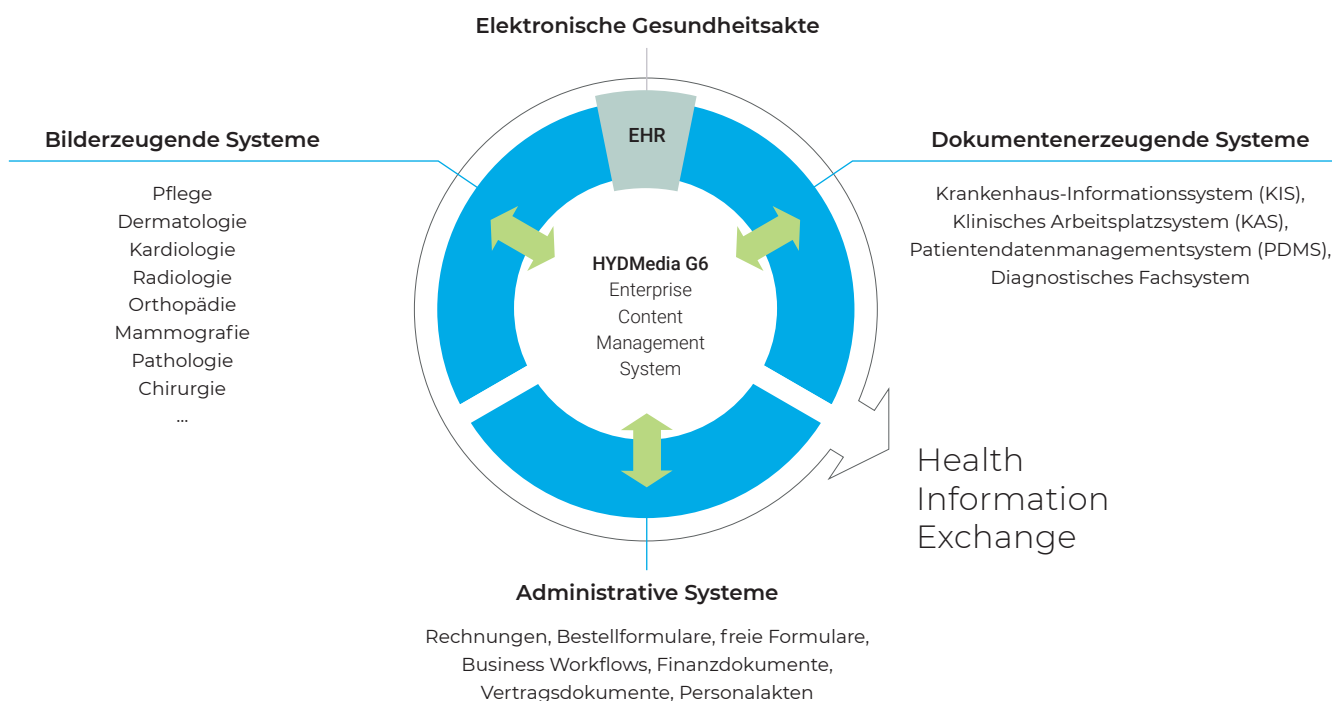 Elektronische Gesundheitsakte
EHR
Bilderzeugende Systeme
Pflege
Dermatologie
Kardiologie
Radiologie
Orthopädie
Mammografie
Pathologie
Chirurgie
...
Dokumentenerzeugende Systeme
Krankenhaus-Informationssystem (KIS),
Klinisches Arbeitsplatzsystem (KAS),
Patientendatenmanagementsystem (PDMS),
Diagnostisches Fachsystem
HYDMedia G6
Enterprise
Content
Management
System
Health
Information
Exchange
Administrative Systeme
Rechnungen, Bestellformulare, freie Formulare,
Business Workflows, Finanzdokumente,
Vertragsdokumente, Personalakten